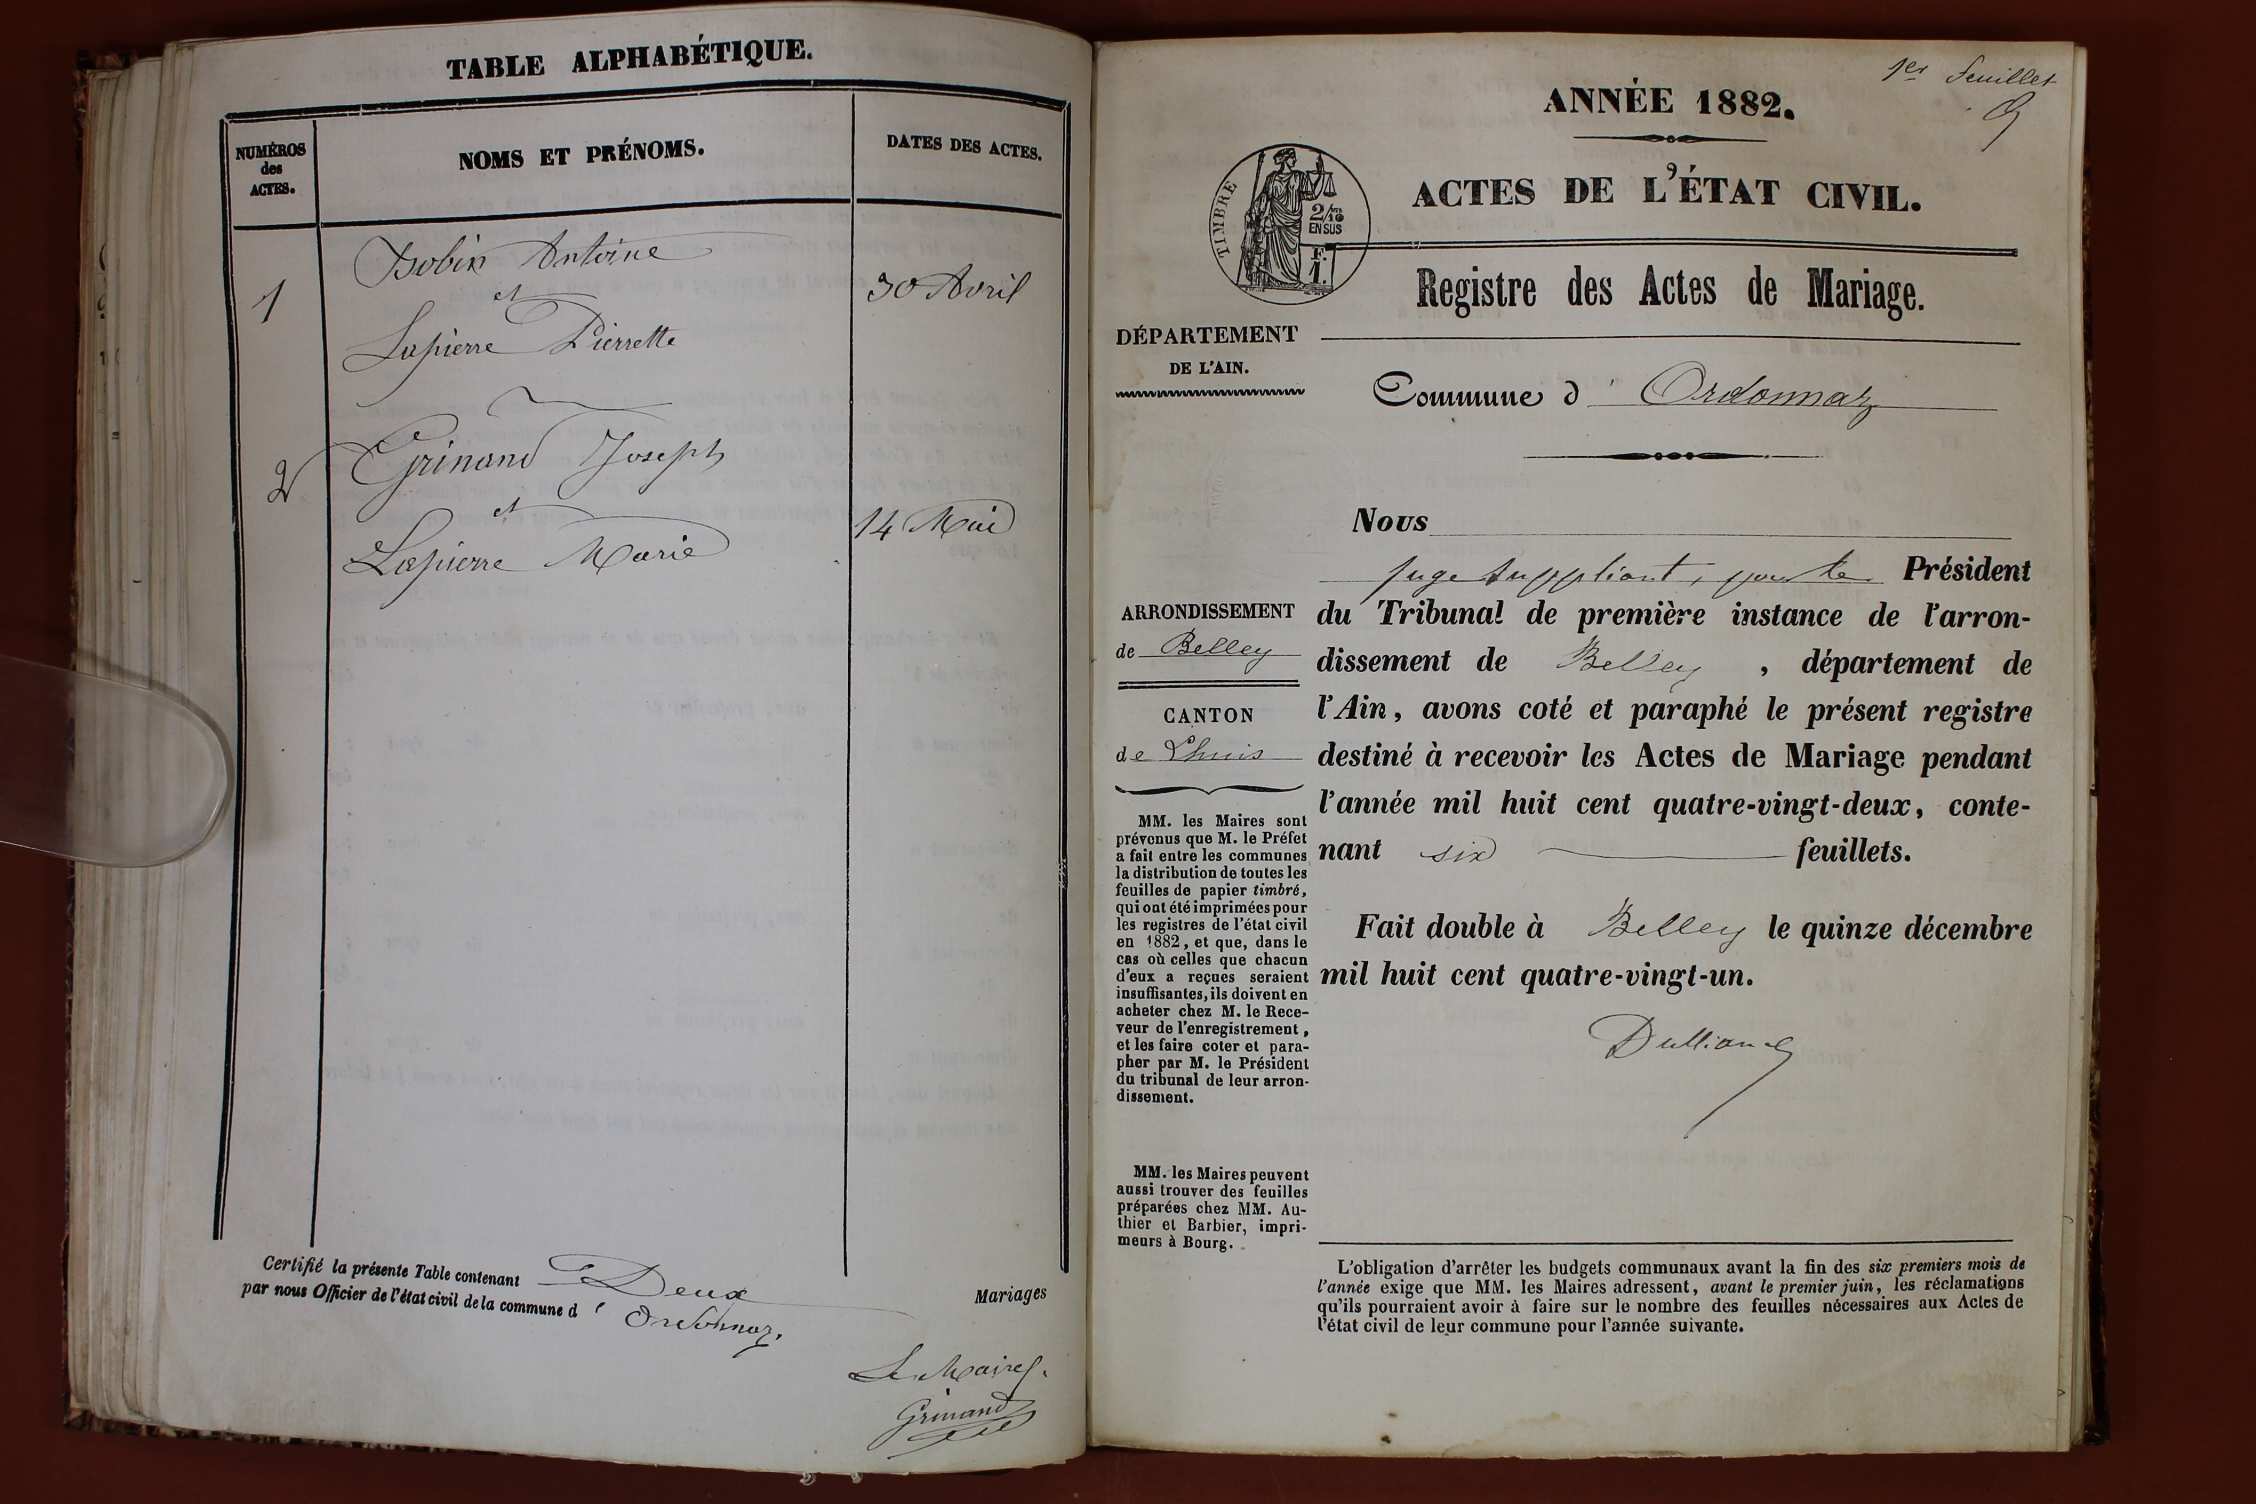 TABLE ALPHABÉTIQUE.
NUMÉROS
des
ACTES.
NOMS ET PRÉNOMS.
DATES DES ACTES.
1
Antoine
et
Lapierre Pierrette
30 Avril
2
Grinand Joseph
et
Lapierre Marie
14 Mai
Certifié la présente Table contenant Deux Mariages
par nous Officier de l'état civil de la commune d' Ordonnaz.
Le Maire
Grinand
1er feuillet
ANNÉE 1882.
TIMBRE
2/10
EN SUS
F.
1.
ACTES DE L'ÉTAT CIVIL.
Registre des Actes de Mariage.
DÉPARTEMENT
DE L'AIN.
Commune d' Ordonnaz
ARRONDISSEMENT
de Belley
CANTON
de Lhuis
MM. les Maires sont
prévenus que M. le Préfet
a fait entre les communes
la distribution de toutes les
feuilles de papier timbré,
qui ont été imprimées pour
les registres de l'état civil
en 1882, et que, dans le
cas où celles que chacun
d'eux a reçues seraient
insuffisantes, ils doivent en
acheter chez M. le Rece-
veur de l'enregistrement,
et les faire coter et para-
pher par M. le Président
du tribunal de leur arron-
dissement.
MM. les Maires peuvent
aussi trouver des feuilles
préparées chez MM. Au-
thier et Barbier, impri-
meurs à Bourg.
Nous
juge suppléant, pour le Président
du Tribunal de première instance de l'arron-
dissement de Belley, département de
l'Ain, avons coté et paraphé le présent registre
destiné à recevoir les Actes de Mariage pendant
l'année mil huit cent quatre-vingt-deux, conte-
nant six feuillets.
Fait double à Belley le quinze décembre
mil huit cent quatre-vingt-un.
L'obligation d'arrêter les budgets communaux avant la fin des six premiers mois de
l'année exige que MM. les Maires adressent, avant le premier juin, les réclamations
qu'ils pourraient avoir à faire sur le nombre des feuilles nécessaires aux Actes de
l'état civil de leur commune pour l'année suivante.